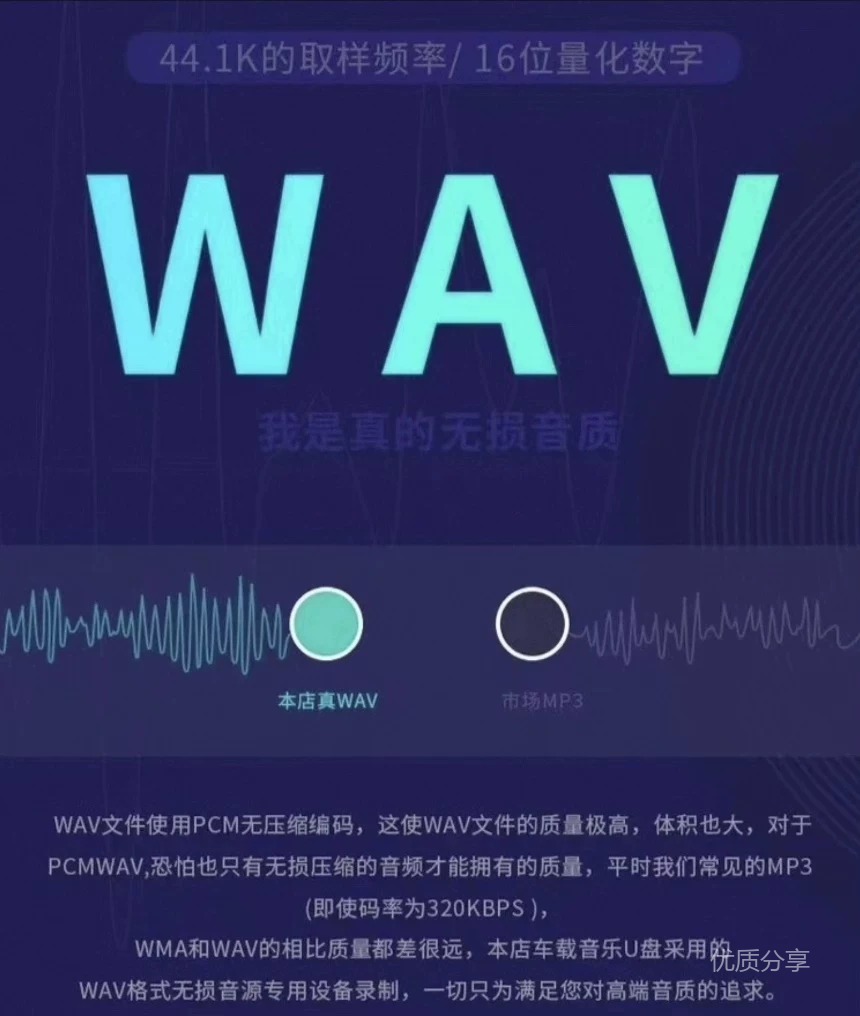 44.1K的取样频率/ 16位量化数字
WAV
我是真的无损音质
本店真WAV
市场MP3
WAV文件使用PCM无压缩编码，这使WAV文件的质量极高，体积也大，对于
PCMWAV,恐怕也只有无损压缩的音频才能拥有的质量，平时我们常见的MP3
(即使码率为320KBPS )，
WMA和WAV的相比质量都差很远，本店车载音乐U盘采用的
优质分享
WAV格式无损音源专用设备录制，一切只为满足您对高端音质的追求。